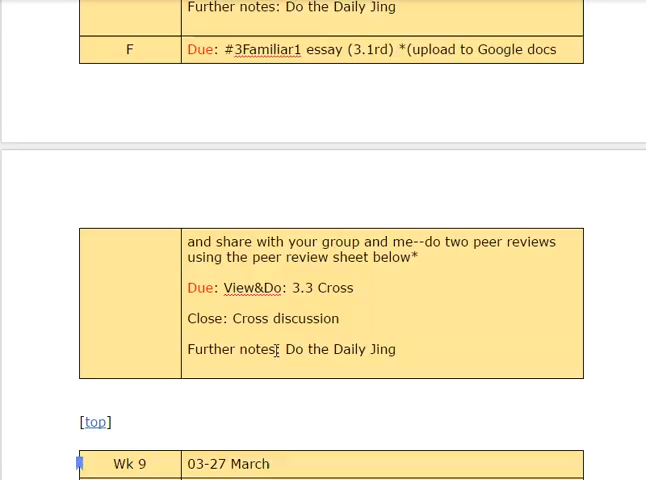 Further notes: Do the Daily Jing
F
Due: #3Familiar1 essay (3.1rd) *(upload to Google docs
and share with your group and me--do two peer reviews
using the peer review sheet below*
Due: View&Do: 3.3 Cross
Close: Cross discussion
Further notes: Do the Daily Jing
[top]
Wk 9
03-27 March